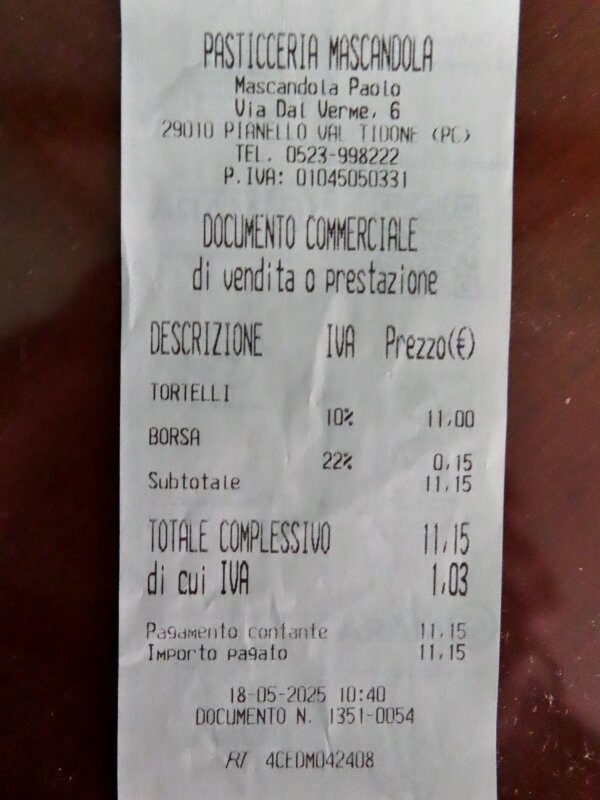 PASTICCERIA MASCANDOLA
Mascandola Paolo
Via Dal Verme, 6
29010 PIANELLO VAL TIDONE (PC)
TEL. 0523-998222
P.IVA: 01045050331
DOCUMENTO COMMERCIALE
di vendita o prestazione
DESCRIZIONE IVA Prezzo(€)
TORTELLI
10% 11,00
BORSA
22% 0,15
Subtotale 11,15
TOTALE COMPLESSIVO 11,15
di cui IVA 1,03
Pagamento contante 11,15
Importo pagato 11,15
18-05-2025 10:40
DOCUMENTO N. 1351-0054
RT 4CEDM042408